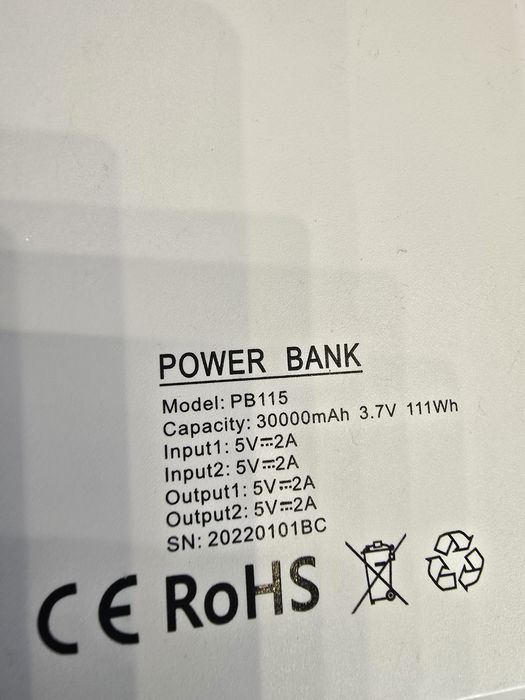 POWER BANK
Model: PB115
Capacity: 30000mAh 3.7V 111Wh
Input1: 5V⎓2A
Input2: 5V⎓2A
Output1: 5V⎓2A
Output2: 5V⎓2A
SN: 20220101BC
CE RoHS